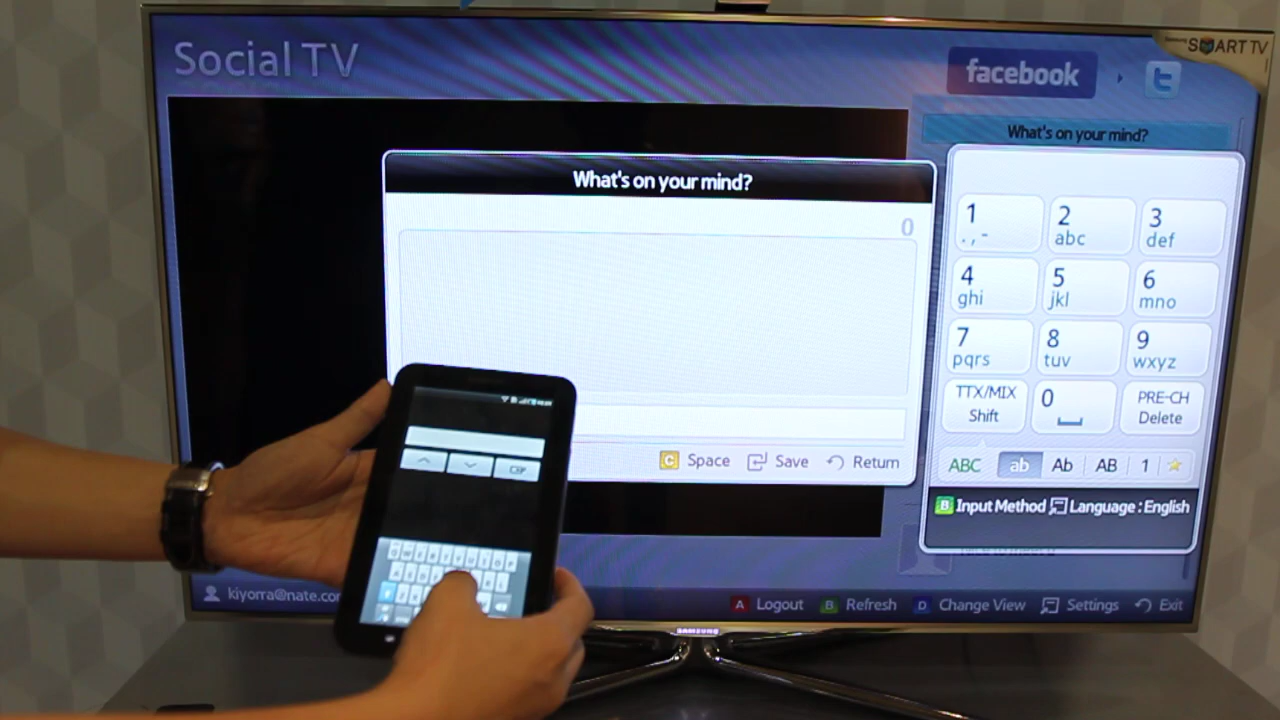 Social TV
facebook
SAMSUNG SMART TV
What's on your mind?
What's on your mind?
0
1
.,-
2
abc
3
def
4
ghi
5
jkl
6
mno
7
pqrs
8
tuv
9
wxyz
TTX/MIX
Shift
0
PRE-CH
Delete
ABC ab Ab AB 1
B Input Method Language : English
C Space Save Return
kiyorra@nate.com
A Logout B Refresh D Change View Settings Exit
SAMSUNG